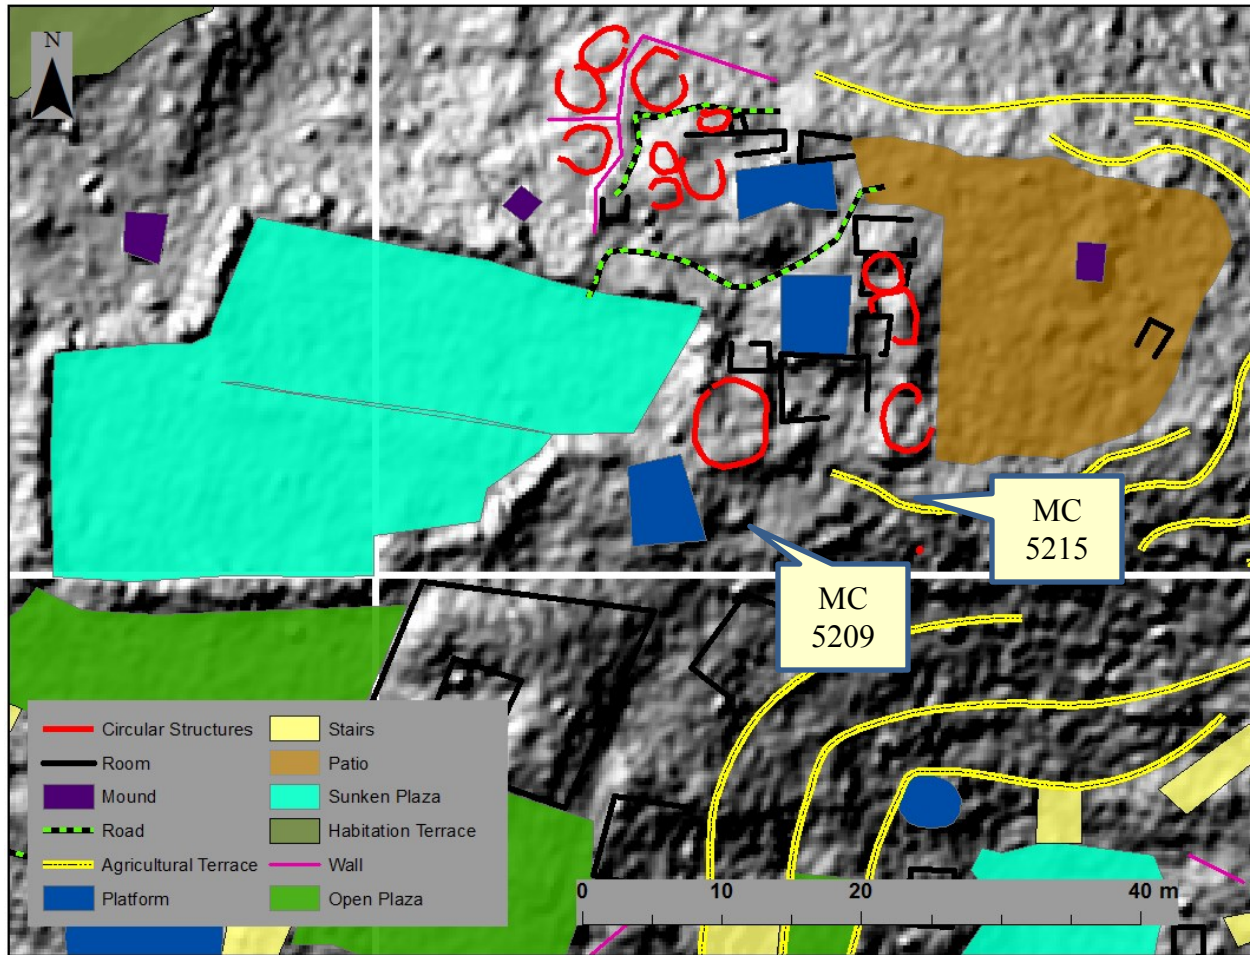 N
MC
5215
MC
5209
Circular Structures
Room
Mound
Road
Agricultural Terrace
Platform
Stairs
Patio
Sunken Plaza
Habitation Terrace
Wall
Open Plaza
0 10 20 40 m